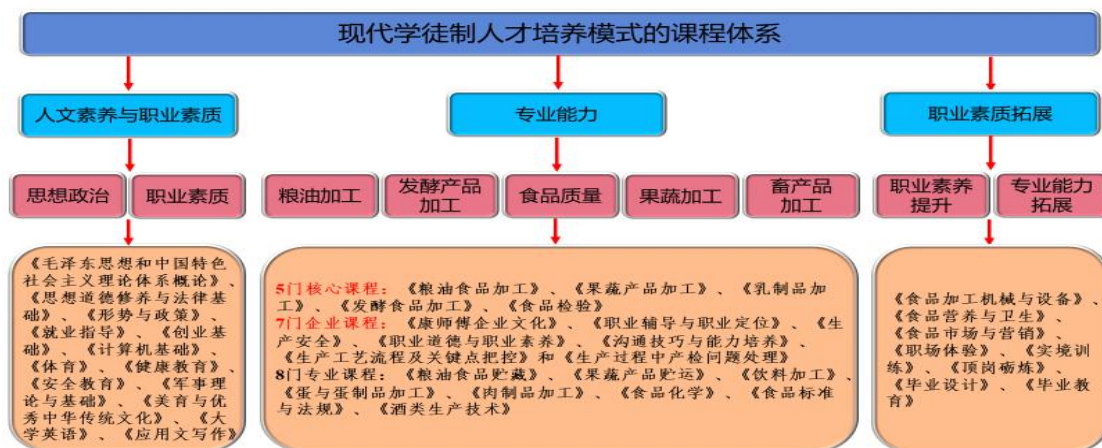 现代学徒制人才培养模式的课程体系
人文素养与职业素质
专业能力
职业素质拓展
思想政治
职业素质
粮油加工
发酵产品
加工
食品质量
果蔬加工
畜产品
加工
职业素养
提升
专业能力
拓展
《毛泽东思想和中国特色
社会主义理论体系概论》、
《思想道德修养与法律基
础》、《形势与政策》、
《就业指导》、《创业基
础》、《计算机基础》、
《体育》、《健康教育》、
《安全教育》、《军事理
论与基础》、《美育与优
秀中华传统文化》、《大
学英语》、《应用文写作》
5门核心课程：《粮油食品加工》、《果蔬产品加工》、《乳制品加
工》、《发酵食品加工》、《食品检验》
7门企业课程：《康师傅企业文化》、《职业辅导与职业定位》、《生
产安全》、《职业道德与职业素养》、《沟通技巧与能力培养》、
《生产工艺流程及关键点把控》和《生产过程中产检问题处理》
8门专业课程：《粮油食品贮藏》、《果蔬产品贮运》、《饮料加工》、
《蛋与蛋制品加工》、《肉制品加工》、《食品化学》、《食品标准
与法规》、《酒类生产技术》
《食品加工机械与设备》、
《食品营养与卫生》、
《食品市场与营销》、
《职场体验》、《实境训
练》、《顶岗砺炼》、
《毕业设计》、《毕业教
育》